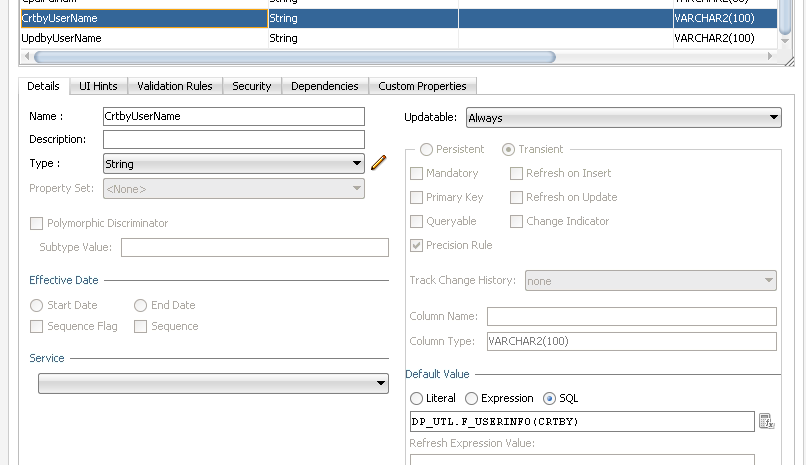 CrtbyUserName String VARCHAR2(100)
UpdbyUserName String VARCHAR2(100)
Details UI Hints Validation Rules Security Dependencies Custom Properties
Name : CrtbyUserName
Description:
Type : String
Property Set: <None>
Polymorphic Discriminator
Subtype Value:
Effective Date
Start Date End Date
Sequence Flag Sequence
Service
Updatable: Always
Persistent Transient
Mandatory Refresh on Insert
Primary Key Refresh on Update
Queryable Change Indicator
Precision Rule
Track Change History: none
Column Name:
Column Type: VARCHAR2(100)
Default Value
Literal Expression SQL
DP_UTL.F_USERINFO(CRTBY)
Refresh Expression Value: